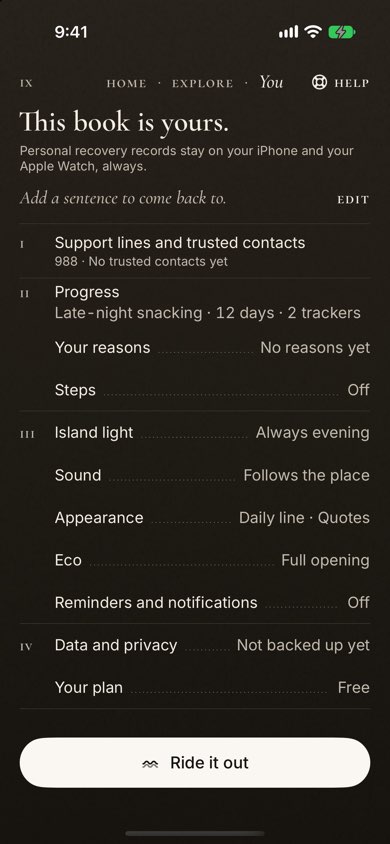 9:41
IX HOME · EXPLORE · You HELP
This book is yours.
Personal recovery records stay on your iPhone and your
Apple Watch, always.
Add a sentence to come back to. EDIT
I Support lines and trusted contacts
988 · No trusted contacts yet
II Progress
Late-night snacking · 12 days · 2 trackers
Your reasons No reasons yet
Steps Off
III Island light Always evening
Sound Follows the place
Appearance Daily line · Quotes
Eco Full opening
Reminders and notifications Off
IV Data and privacy Not backed up yet
Your plan Free
Ride it out